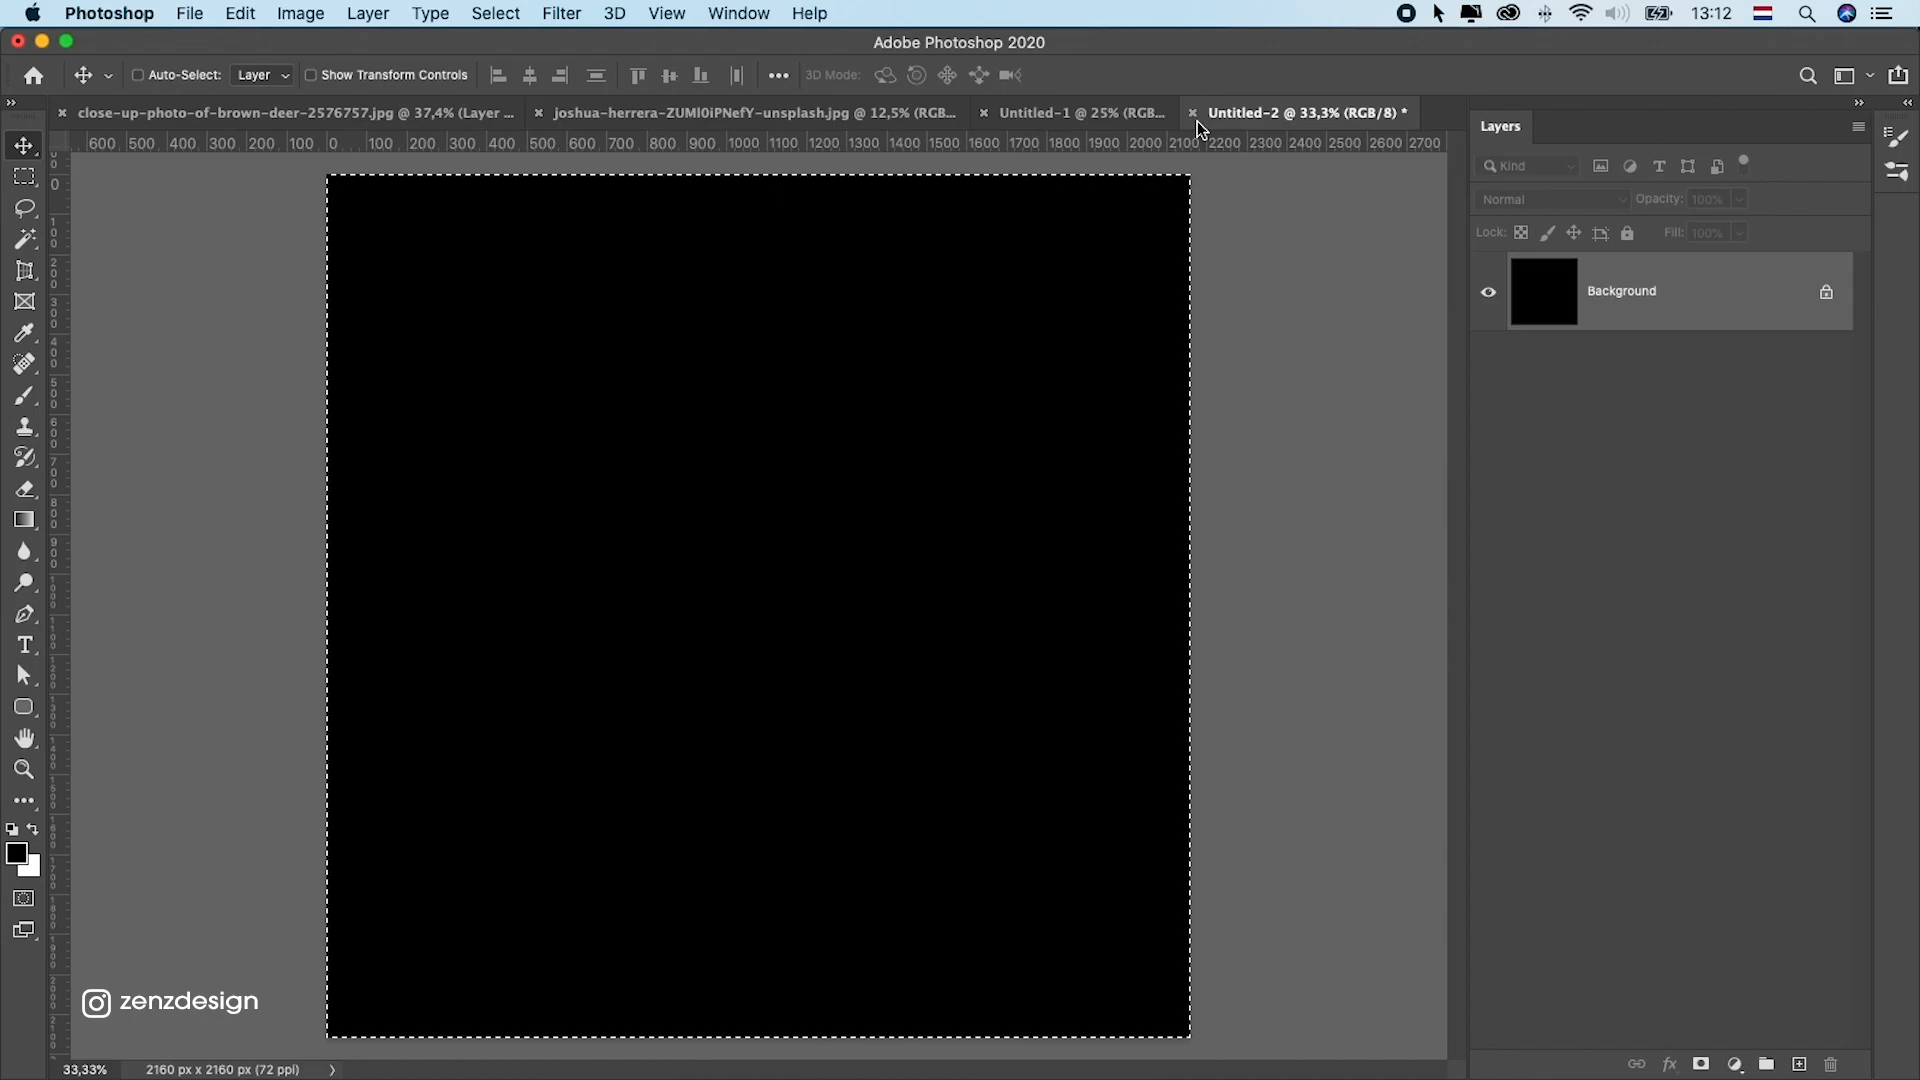 Photoshop File Edit Image Layer Type Select Filter 3D View Window Help 13:12
Adobe Photoshop 2020
Auto-Select: Layer Show Transform Controls 3D Mode:
close-up-photo-of-brown-deer-2576757.jpg @ 37,4% (Layer ... joshua-herrera-ZUMl0iPNefY-unsplash.jpg @ 12,5% (RGB... Untitled-1 @ 25% (RGB... Untitled-2 @ 33,3% (RGB/8) *
Layers
600 500 400 300 200 100 0 100 200 300 400 500 600 700 800 900 1000 1100 1200 1300 1400 1500 1600 1700 1800 1900 2000 2100 2200 2300 2400 2500 2600 2700
Kind
Normal Opacity: 100%
Lock: Fill: 100%
Background
zenzdesign
33,33% 2160 px x 2160 px (72 ppi)